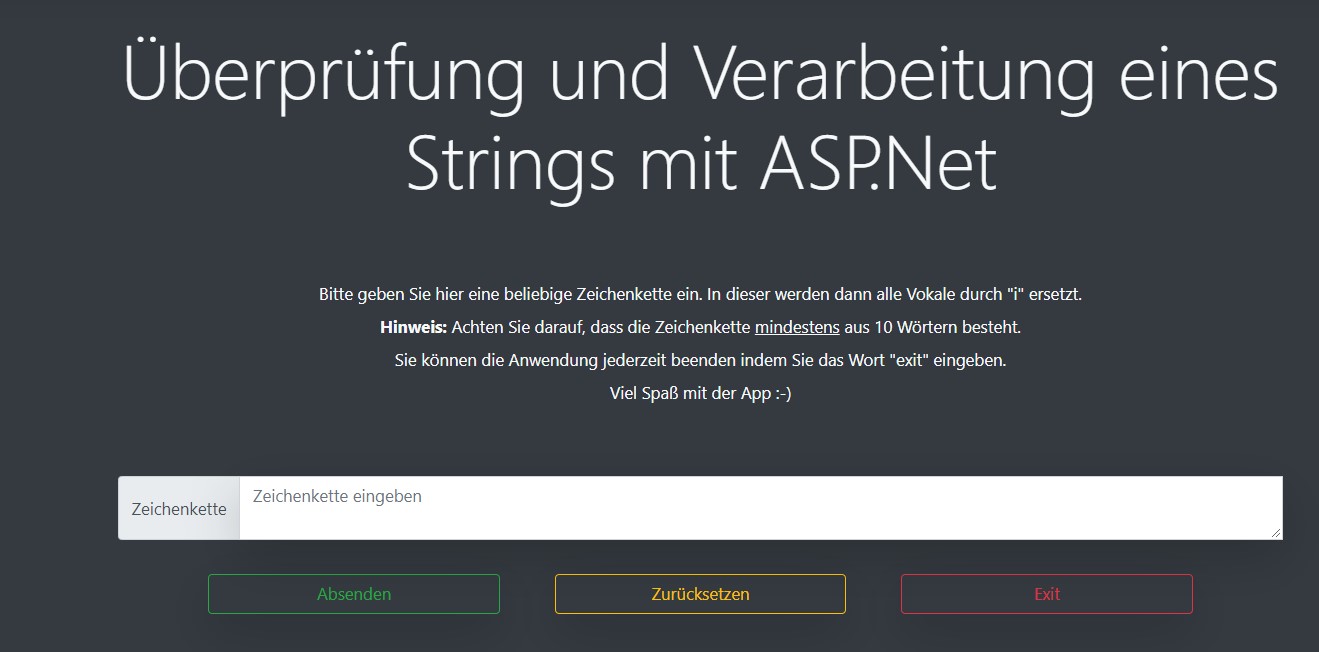 Überprüfung und Verarbeitung eines
Strings mit ASP.Net
Bitte geben Sie hier eine beliebige Zeichenkette ein. In dieser werden dann alle Vokale durch "i" ersetzt.
Hinweis: Achten Sie darauf, dass die Zeichenkette mindestens aus 10 Wörtern besteht.
Sie können die Anwendung jederzeit beenden indem Sie das Wort "exit" eingeben.
Viel Spaß mit der App :-)
Zeichenkette Zeichenkette eingeben
Absenden Zurücksetzen Exit